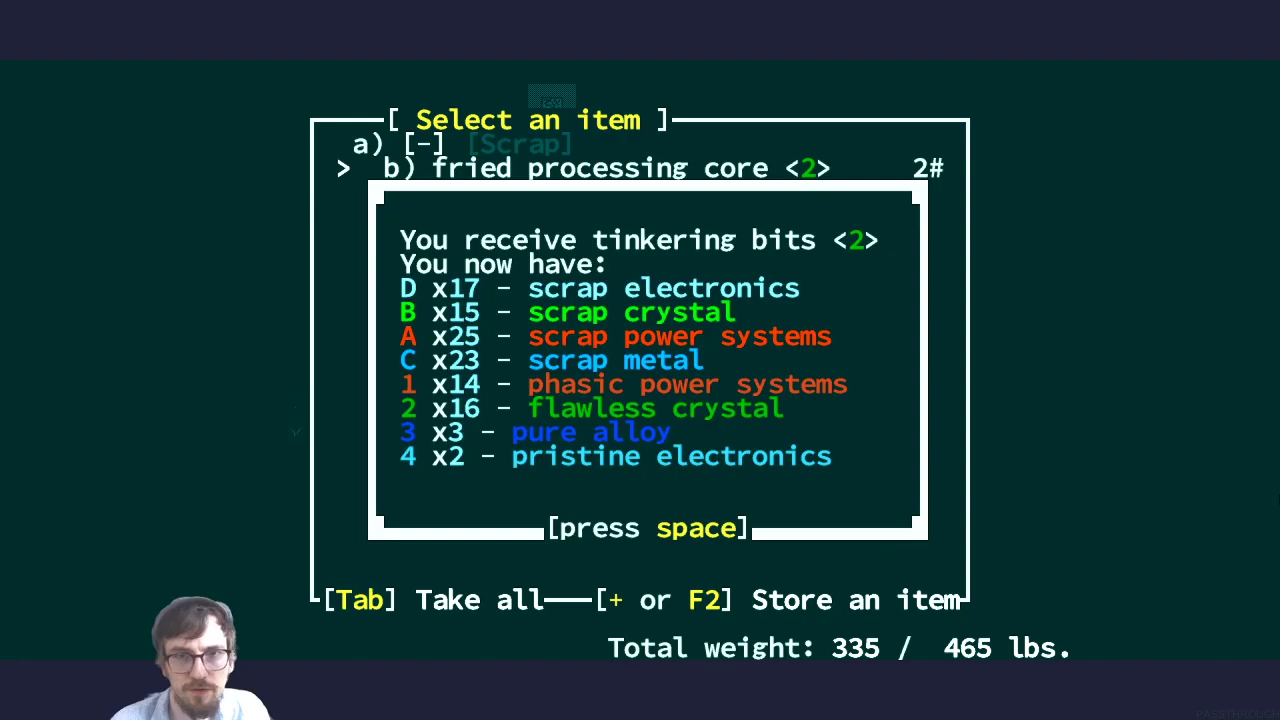 [ Select an item ]
a) [-] [Scrap]
> b) fried processing core <2> 2#
You receive tinkering bits <2>
You now have:
D x17 - scrap electronics
B x15 - scrap crystal
A x25 - scrap power systems
C x23 - scrap metal
1 x14 - phasic power systems
2 x16 - flawless crystal
3 x3 - pure alloy
4 x2 - pristine electronics
[press space]
[Tab] Take all [+ or F2] Store an item
Total weight: 335 / 465 lbs.